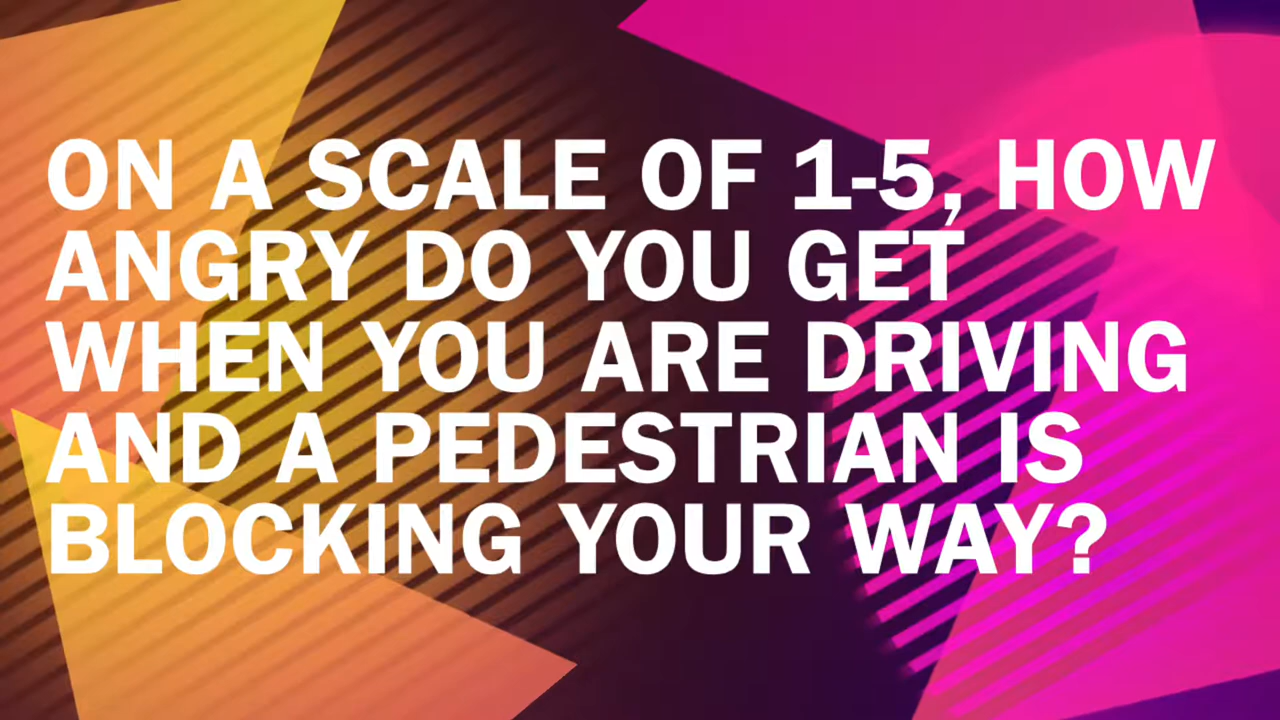 ON A SCALE OF 1-5, HOW
ANGRY DO YOU GET
WHEN YOU ARE DRIVING
AND A PEDESTRIAN IS
BLOCKING YOUR WAY?